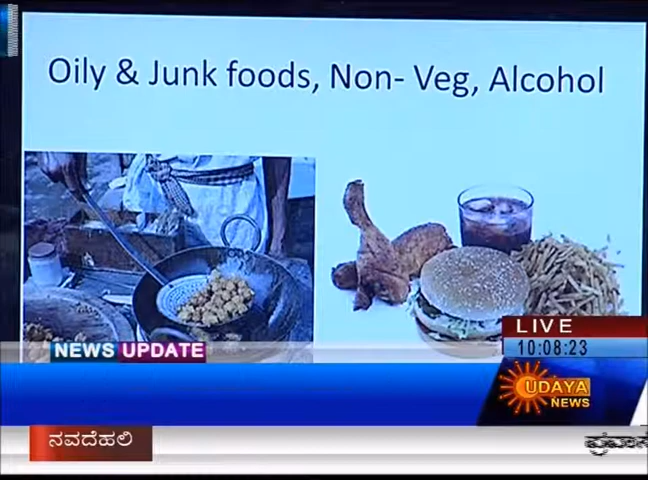 Oily & Junk foods, Non- Veg, Alcohol
LIVE
10:08:23
NEWS UPDATE
UDAYA
NEWS
ನವದೆಹಲಿ